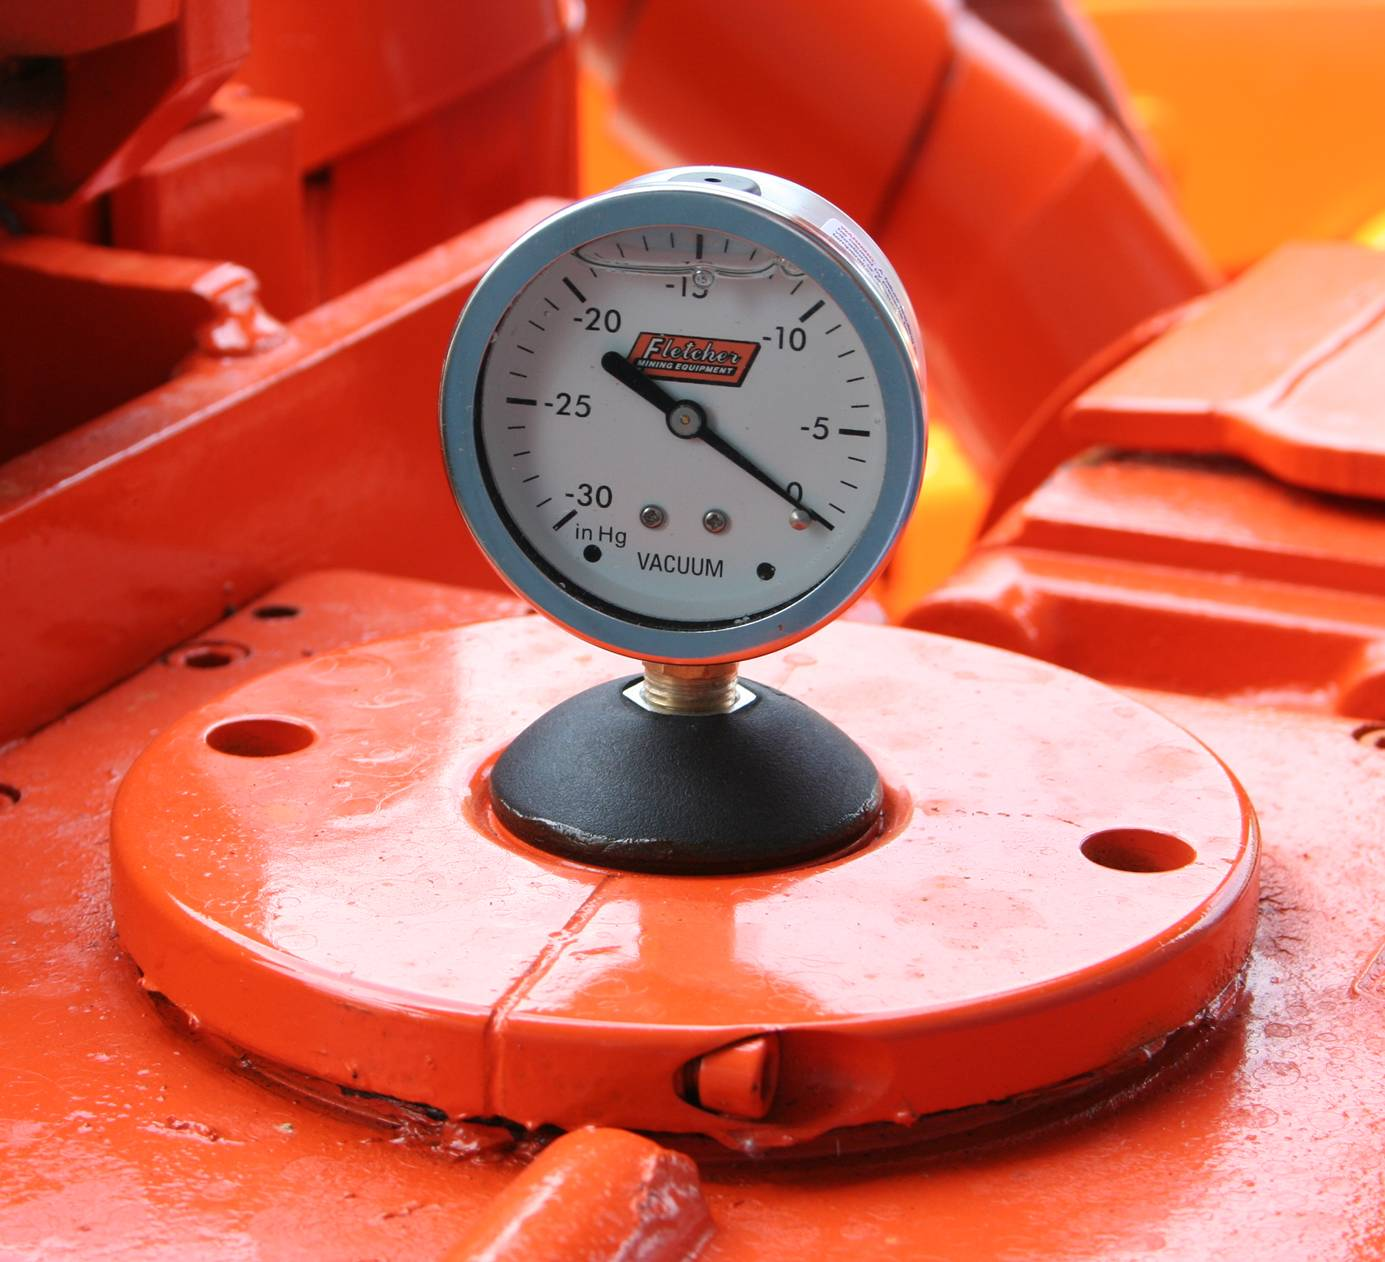 -15
-20
-10
Fletcher
MINING EQUIPMENT
-25
-5
-30
0
in Hg
VACUUM